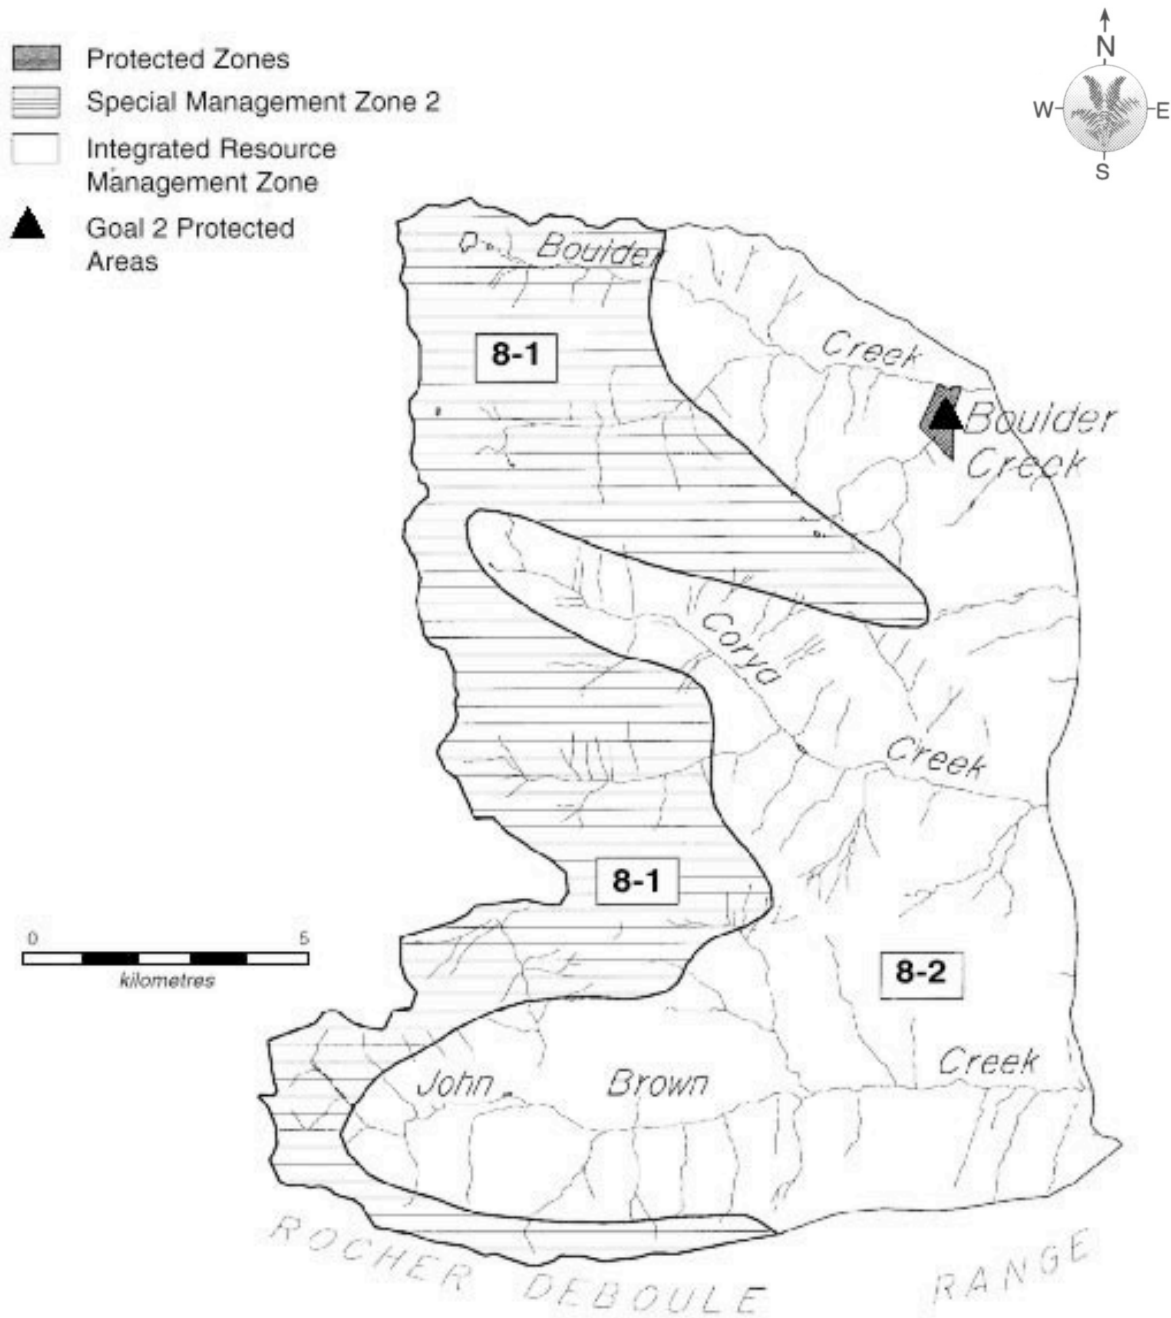 N
W
E
S
Protected Zones
Special Management Zone 2
Integrated Resource
Management Zone
Goal 2 Protected
Areas
Boulder
8-1
Creek
Boulder
Creek
Corya
Creek
8-1
0 5
kilometres
8-2
Creek
John Brown
ROCHER DEBOULE RANGE